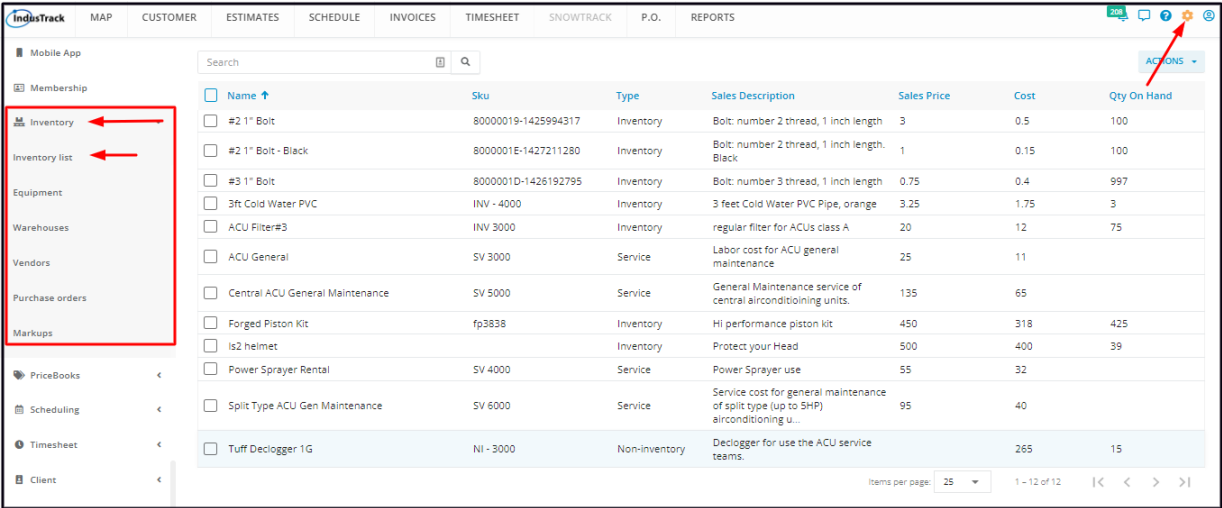 IndusTrack MAP CUSTOMER ESTIMATES SCHEDULE INVOICES TIMESHEET SNOWTRACK P.O. REPORTS 208
Mobile App
Membership
Inventory
Inventory list
Equipment
Warehouses
Vendors
Purchase orders
Markups
PriceBooks
Scheduling
Timesheet
Client
Search ACTIONS
Name Sku Type Sales Description Sales Price Cost Qty On Hand
#2 1" Bolt 80000019-1425994317 Inventory Bolt: number 2 thread, 1 inch length 3 0.5 100
#2 1" Bolt - Black 8000001E-1427211280 Inventory Bolt: number 2 thread, 1 inch length. 1 0.15 100
Black
#3 1" Bolt 8000001D-1426192795 Inventory Bolt: number 3 thread, 1 inch length 0.75 0.4 997
3ft Cold Water PVC INV - 4000 Inventory 3 feet Cold Water PVC Pipe, orange 3.25 1.75 3
ACU Filter#3 INV 3000 Inventory regular filter for ACUs class A 20 12 75
ACU General SV 3000 Service Labor cost for ACU general 25 11
maintenance
Central ACU General Maintenance SV 5000 Service General Maintenance service of 135 65
central airconditioining units.
Forged Piston Kit fp3838 Inventory Hi performance piston kit 450 318 425
ls2 helmet Inventory Protect your Head 500 400 39
Power Sprayer Rental SV 4000 Service Power Sprayer use 55 32
Split Type ACU Gen Maintenance SV 6000 Service Service cost for general maintenance 95 40
of split type (up to 5HP)
airconditioning u...
Tuff Declogger 1G NI - 3000 Non-inventory Declogger for use the ACU service 265 15
teams.
Items per page: 25 1 – 12 of 12